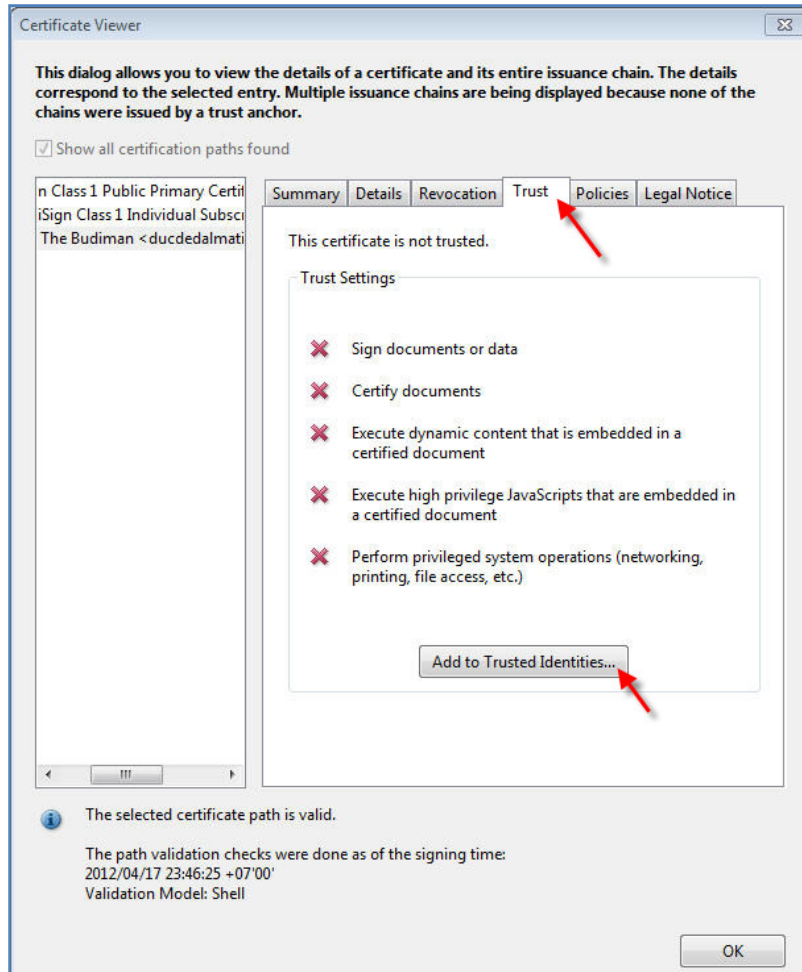 Certificate Viewer
This dialog allows you to view the details of a certificate and its entire issuance chain. The details
correspond to the selected entry. Multiple issuance chains are being displayed because none of the
chains were issued by a trust anchor.
Show all certification paths found
n Class 1 Public Primary Certif
iSign Class 1 Individual Subscr
The Budiman <ducdedalmati
Summary Details Revocation Trust Policies Legal Notice
This certificate is not trusted.
Trust Settings
Sign documents or data
Certify documents
Execute dynamic content that is embedded in a
certified document
Execute high privilege JavaScripts that are embedded in
a certified document
Perform privileged system operations (networking,
printing, file access, etc.)
Add to Trusted Identities...
The selected certificate path is valid.
The path validation checks were done as of the signing time:
2012/04/17 23:46:25 +07'00'
Validation Model: Shell
OK